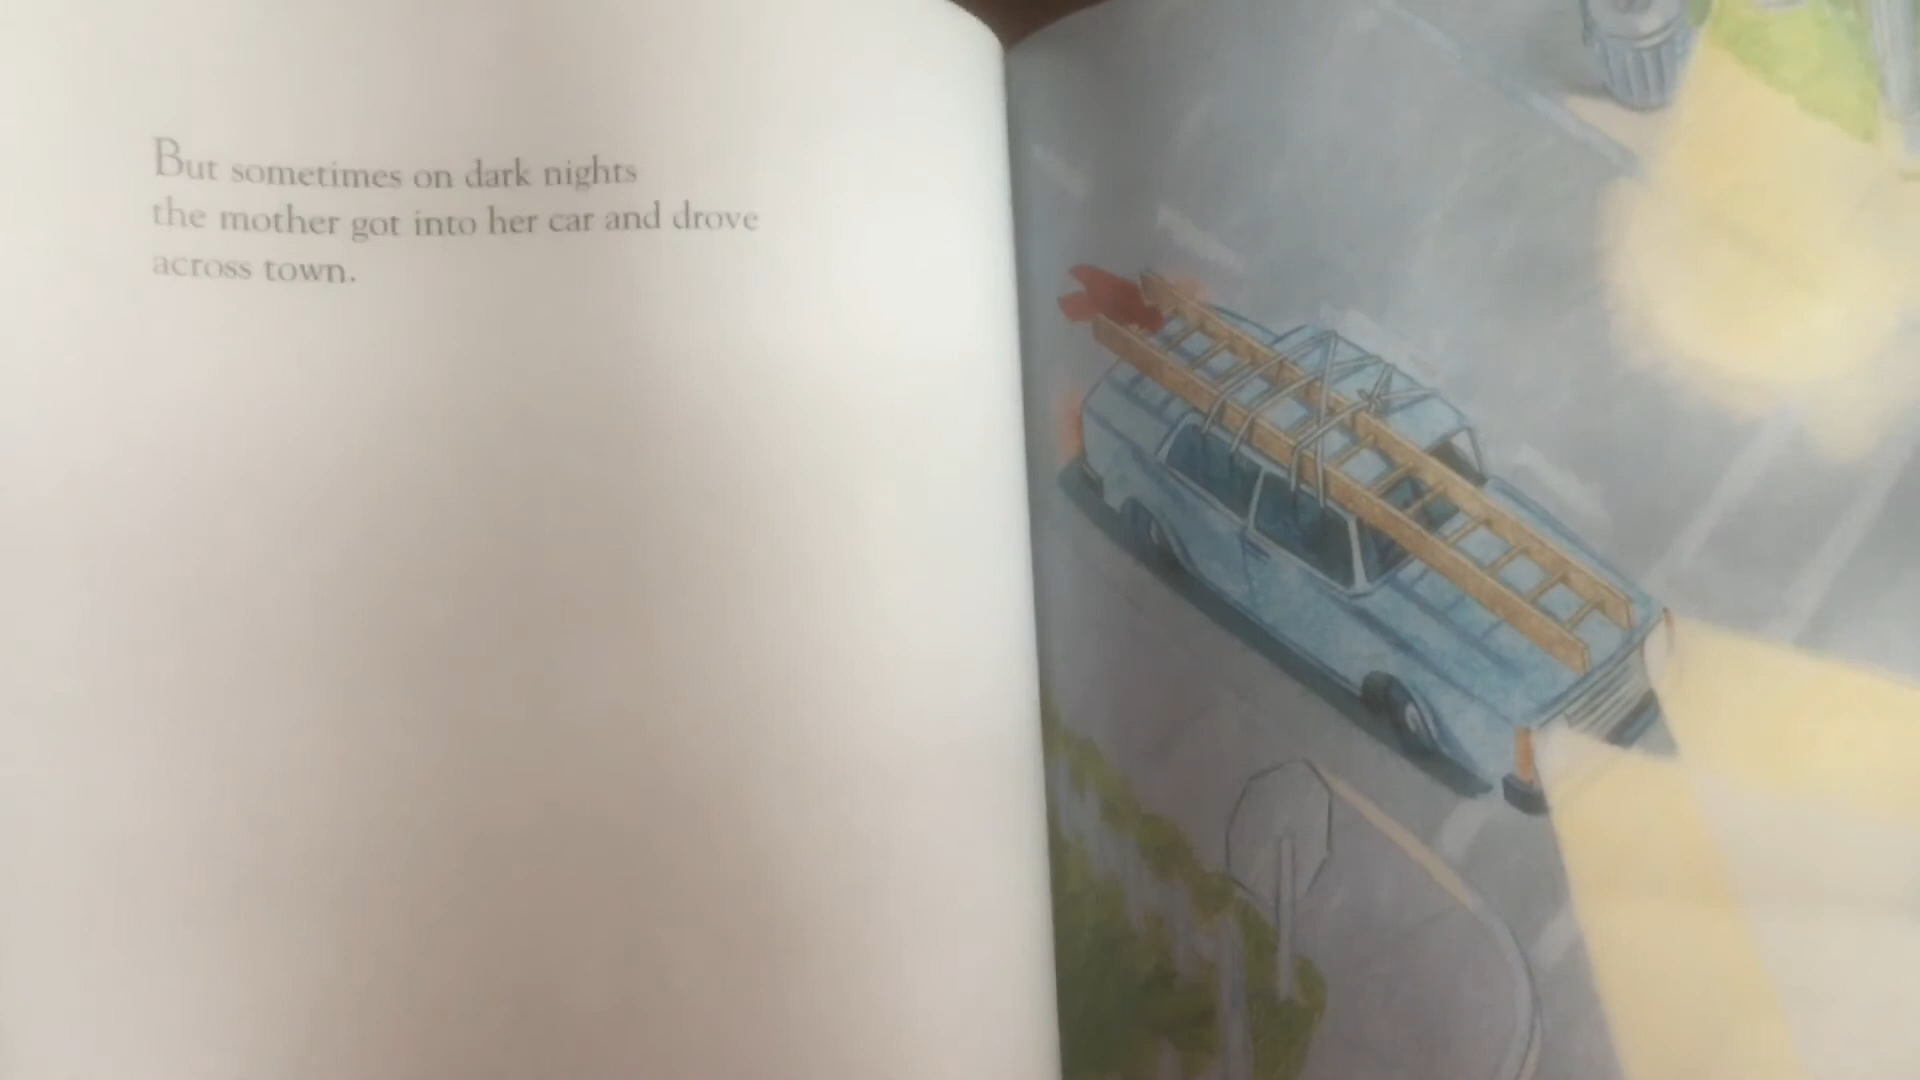 But sometimes on dark nights
the mother got into her car and drove
across town.